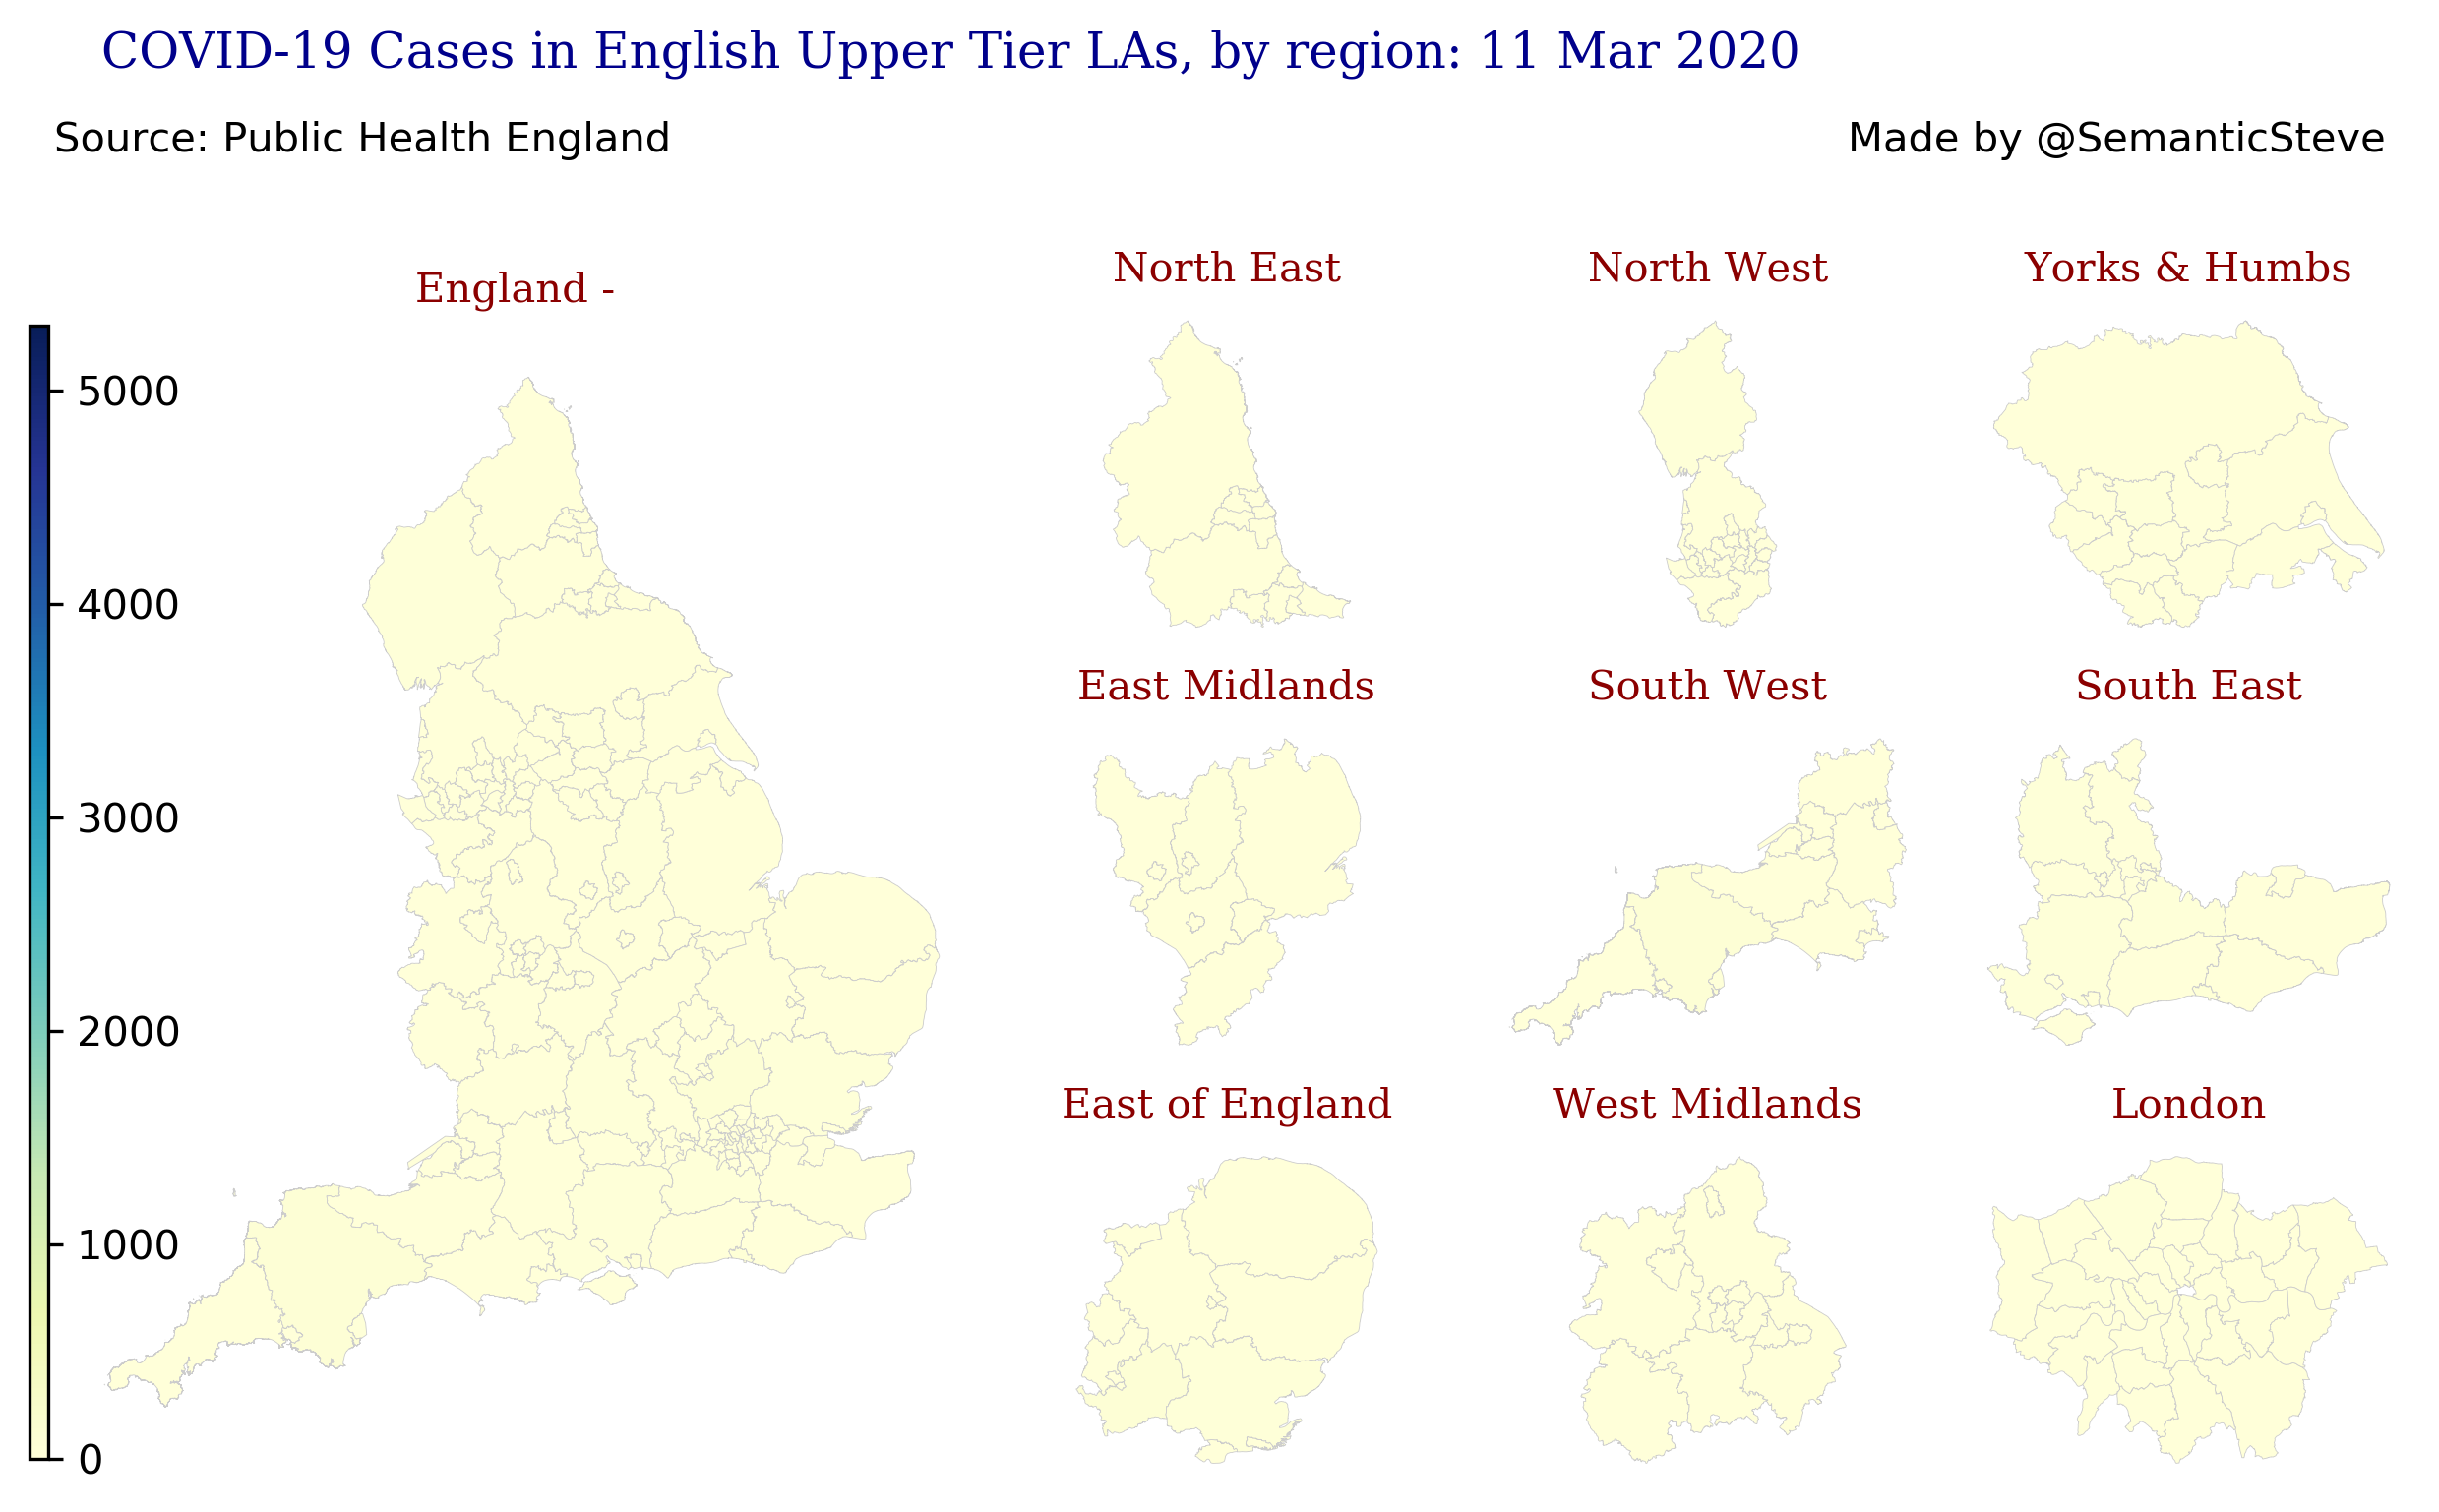 COVID-19 Cases in English Upper Tier LAs, by region: 11 Mar 2020
Source: Public Health England
Made by @SemanticSteve
England -
5000
4000
3000
2000
1000
0
North East
North West
Yorks & Humbs
East Midlands
South West
South East
East of England
West Midlands
London